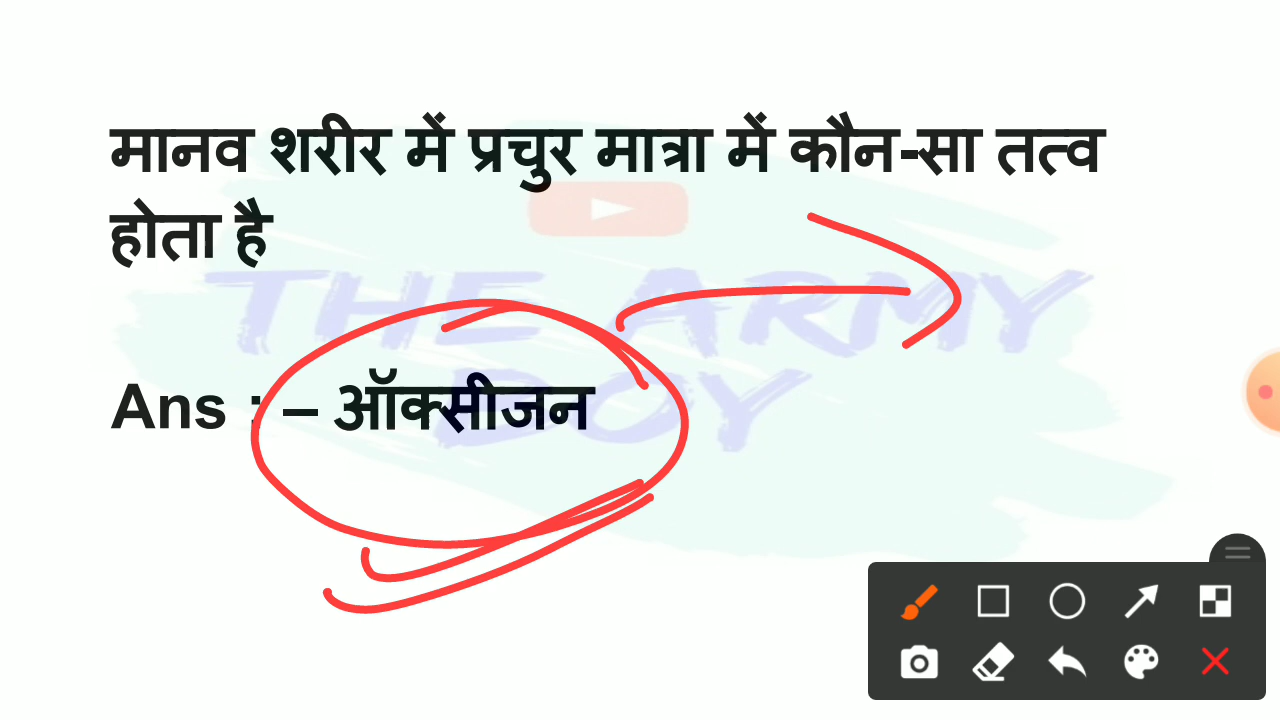 मानव शरीर में प्रचुर मात्रा में कौन-सा तत्व
होता है
THE ARMY
BOY
Ans : – ऑक्सीजन